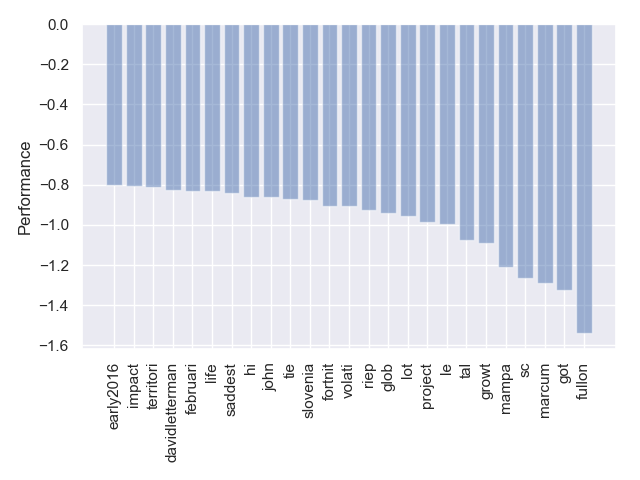 0.0
−0.2
−0.4
−0.6
−0.8
−1.0
−1.2
−1.4
−1.6
Performance
early2016
impact
territori
davidletterman
februari
life
saddest
hi
john
tie
slovenia
fortnit
volati
riep
glob
lot
project
le
tal
growt
mampa
sc
marcum
got
fullon